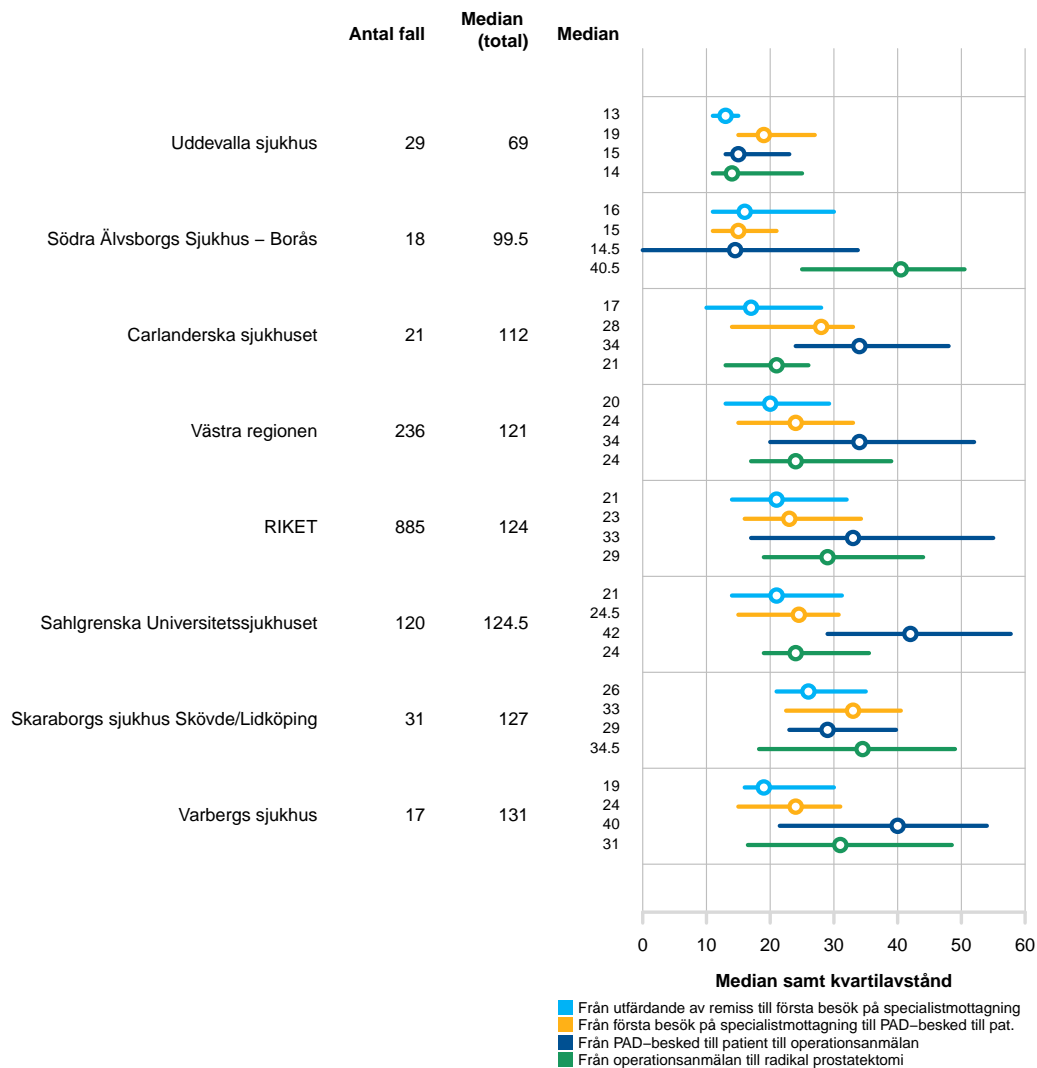 Antal fall Median (total) Median
13
19
Uddevalla sjukhus 29 69
15
14
16
15
Södra Älvsborgs Sjukhus − Borås 18 99.5
14.5
40.5
17
28
Carlanderska sjukhuset 21 112
34
21
20
24
Västra regionen 236 121
34
24
21
23
RIKET 885 124
33
29
21
24.5
Sahlgrenska Universitetssjukhuset 120 124.5
42
24
26
33
Skaraborgs sjukhus Skövde/Lidköping 31 127
29
34.5
19
24
Varbergs sjukhus 17 131
40
31
0 10 20 30 40 50 60
Median samt kvartilavstånd
Från utfärdande av remiss till första besök på specialistmottagning
Från första besök på specialistmottagning till PAD−besked till pat.
Från PAD−besked till patient till operationsanmälan
Från operationsanmälan till radikal prostatektomi